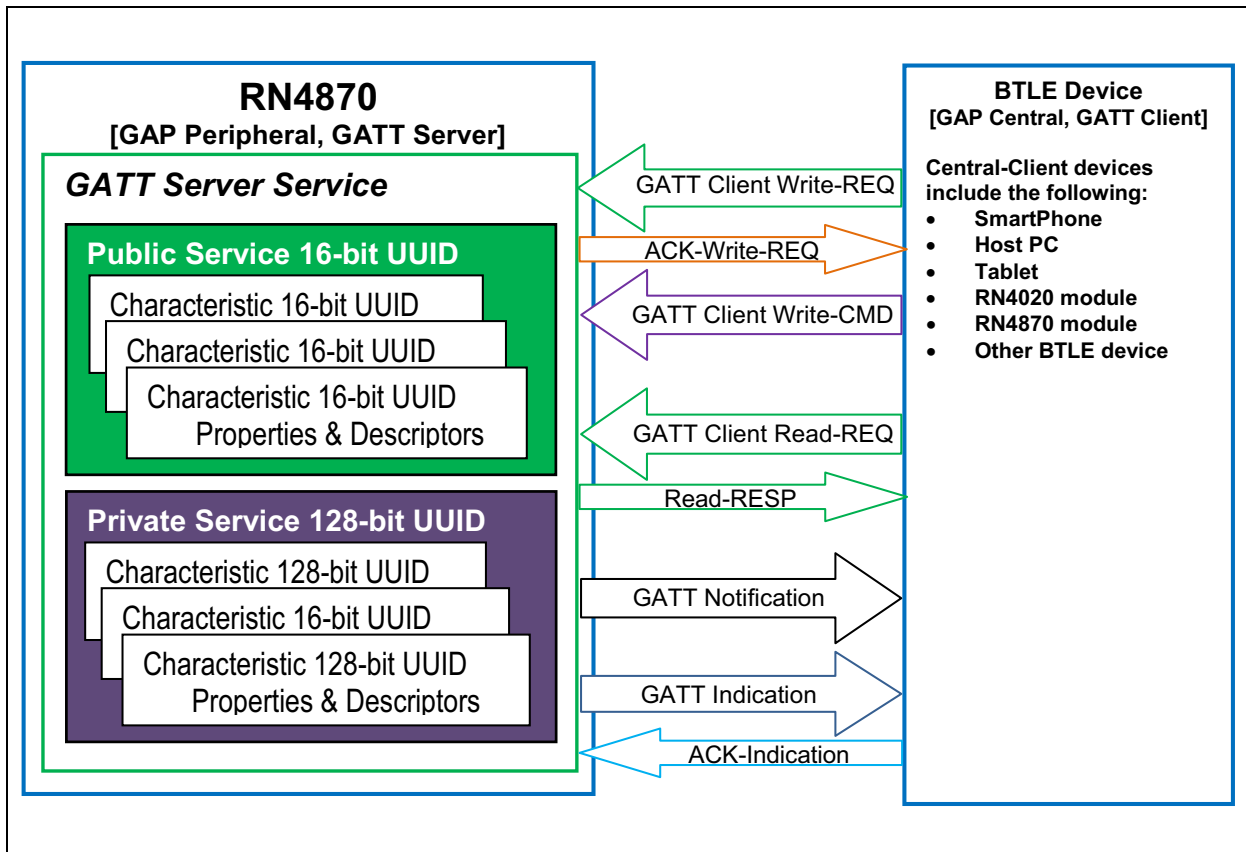 RN4870
[GAP Peripheral, GATT Server]
GATT Server Service
Public Service 16-bit UUID
Characteristic 16-bit UUID
Characteristic 16-bit UUID
Characteristic 16-bit UUID
Properties & Descriptors
Private Service 128-bit UUID
Characteristic 128-bit UUID
Characteristic 16-bit UUID
Characteristic 128-bit UUID
Properties & Descriptors
GATT Client Write-REQ
ACK-Write-REQ
GATT Client Write-CMD
GATT Client Read-REQ
Read-RESP
GATT Notification
GATT Indication
ACK-Indication
BTLE Device
[GAP Central, GATT Client]
Central-Client devices
include the following:
• SmartPhone
• Host PC
• Tablet
• RN4020 module
• RN4870 module
• Other BTLE device